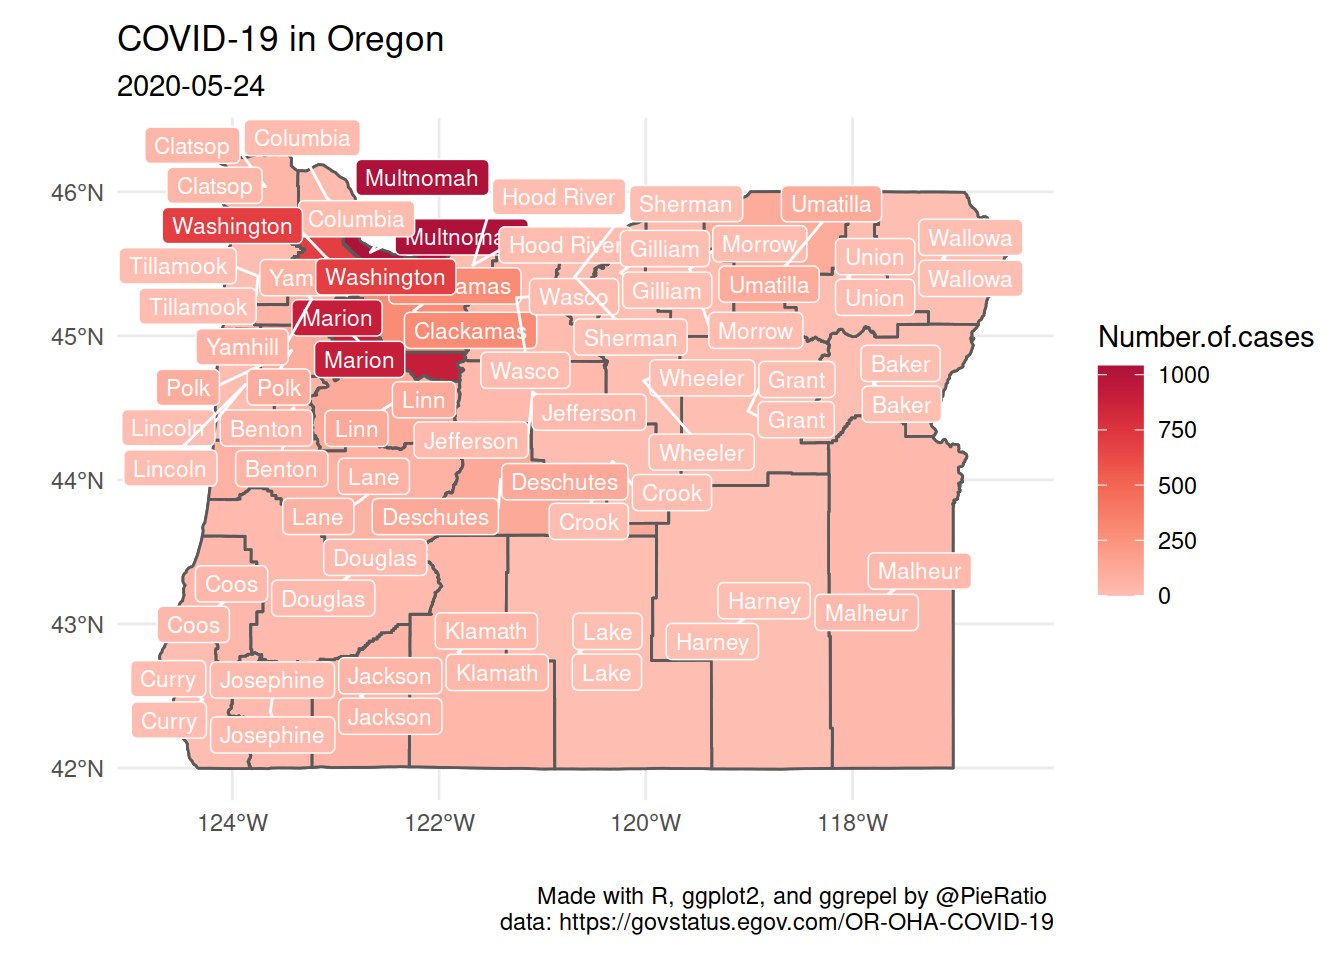 COVID-19 in Oregon
2020-05-24
Columbia
Clatsop
Multnomah
Clatsop
Hood River
Sherman
Umatilla
46°N
Columbia
Washington
Multnoma
Hood River
Gilliam
Morrow
Wallowa
Union
Tillamook
Yam
Washington
amas
Wallowa
Umatilla
Gilliam
Wasco
Union
Tillamook
Marion
Clackamas
Morrow
Sherman
45°N
Number.of.cases
Yamhill
Marion
Wasco
Baker
Wheeler
Grant
1000
Polk
Polk
Linn
Baker
Jefferson
Grant
Lincoln
Benton
Linn
750
Jefferson
Wheeler
Lincoln
Benton
Lane
44°N
Deschutes
500
Crook
Lane
Deschutes
Crook
250
Douglas
Malheur
Coos
0
Douglas
Harney
Malheur
43°N
Coos
Klamath
Lake
Harney
Curry
Josephine
Jackson
Klamath
Lake
Curry
Jackson
Josephine
42°N
124°W
122°W
120°W
118°W
Made with R, ggplot2, and ggrepel by @PieRatio
data: https://govstatus.egov.com/OR-OHA-COVID-19